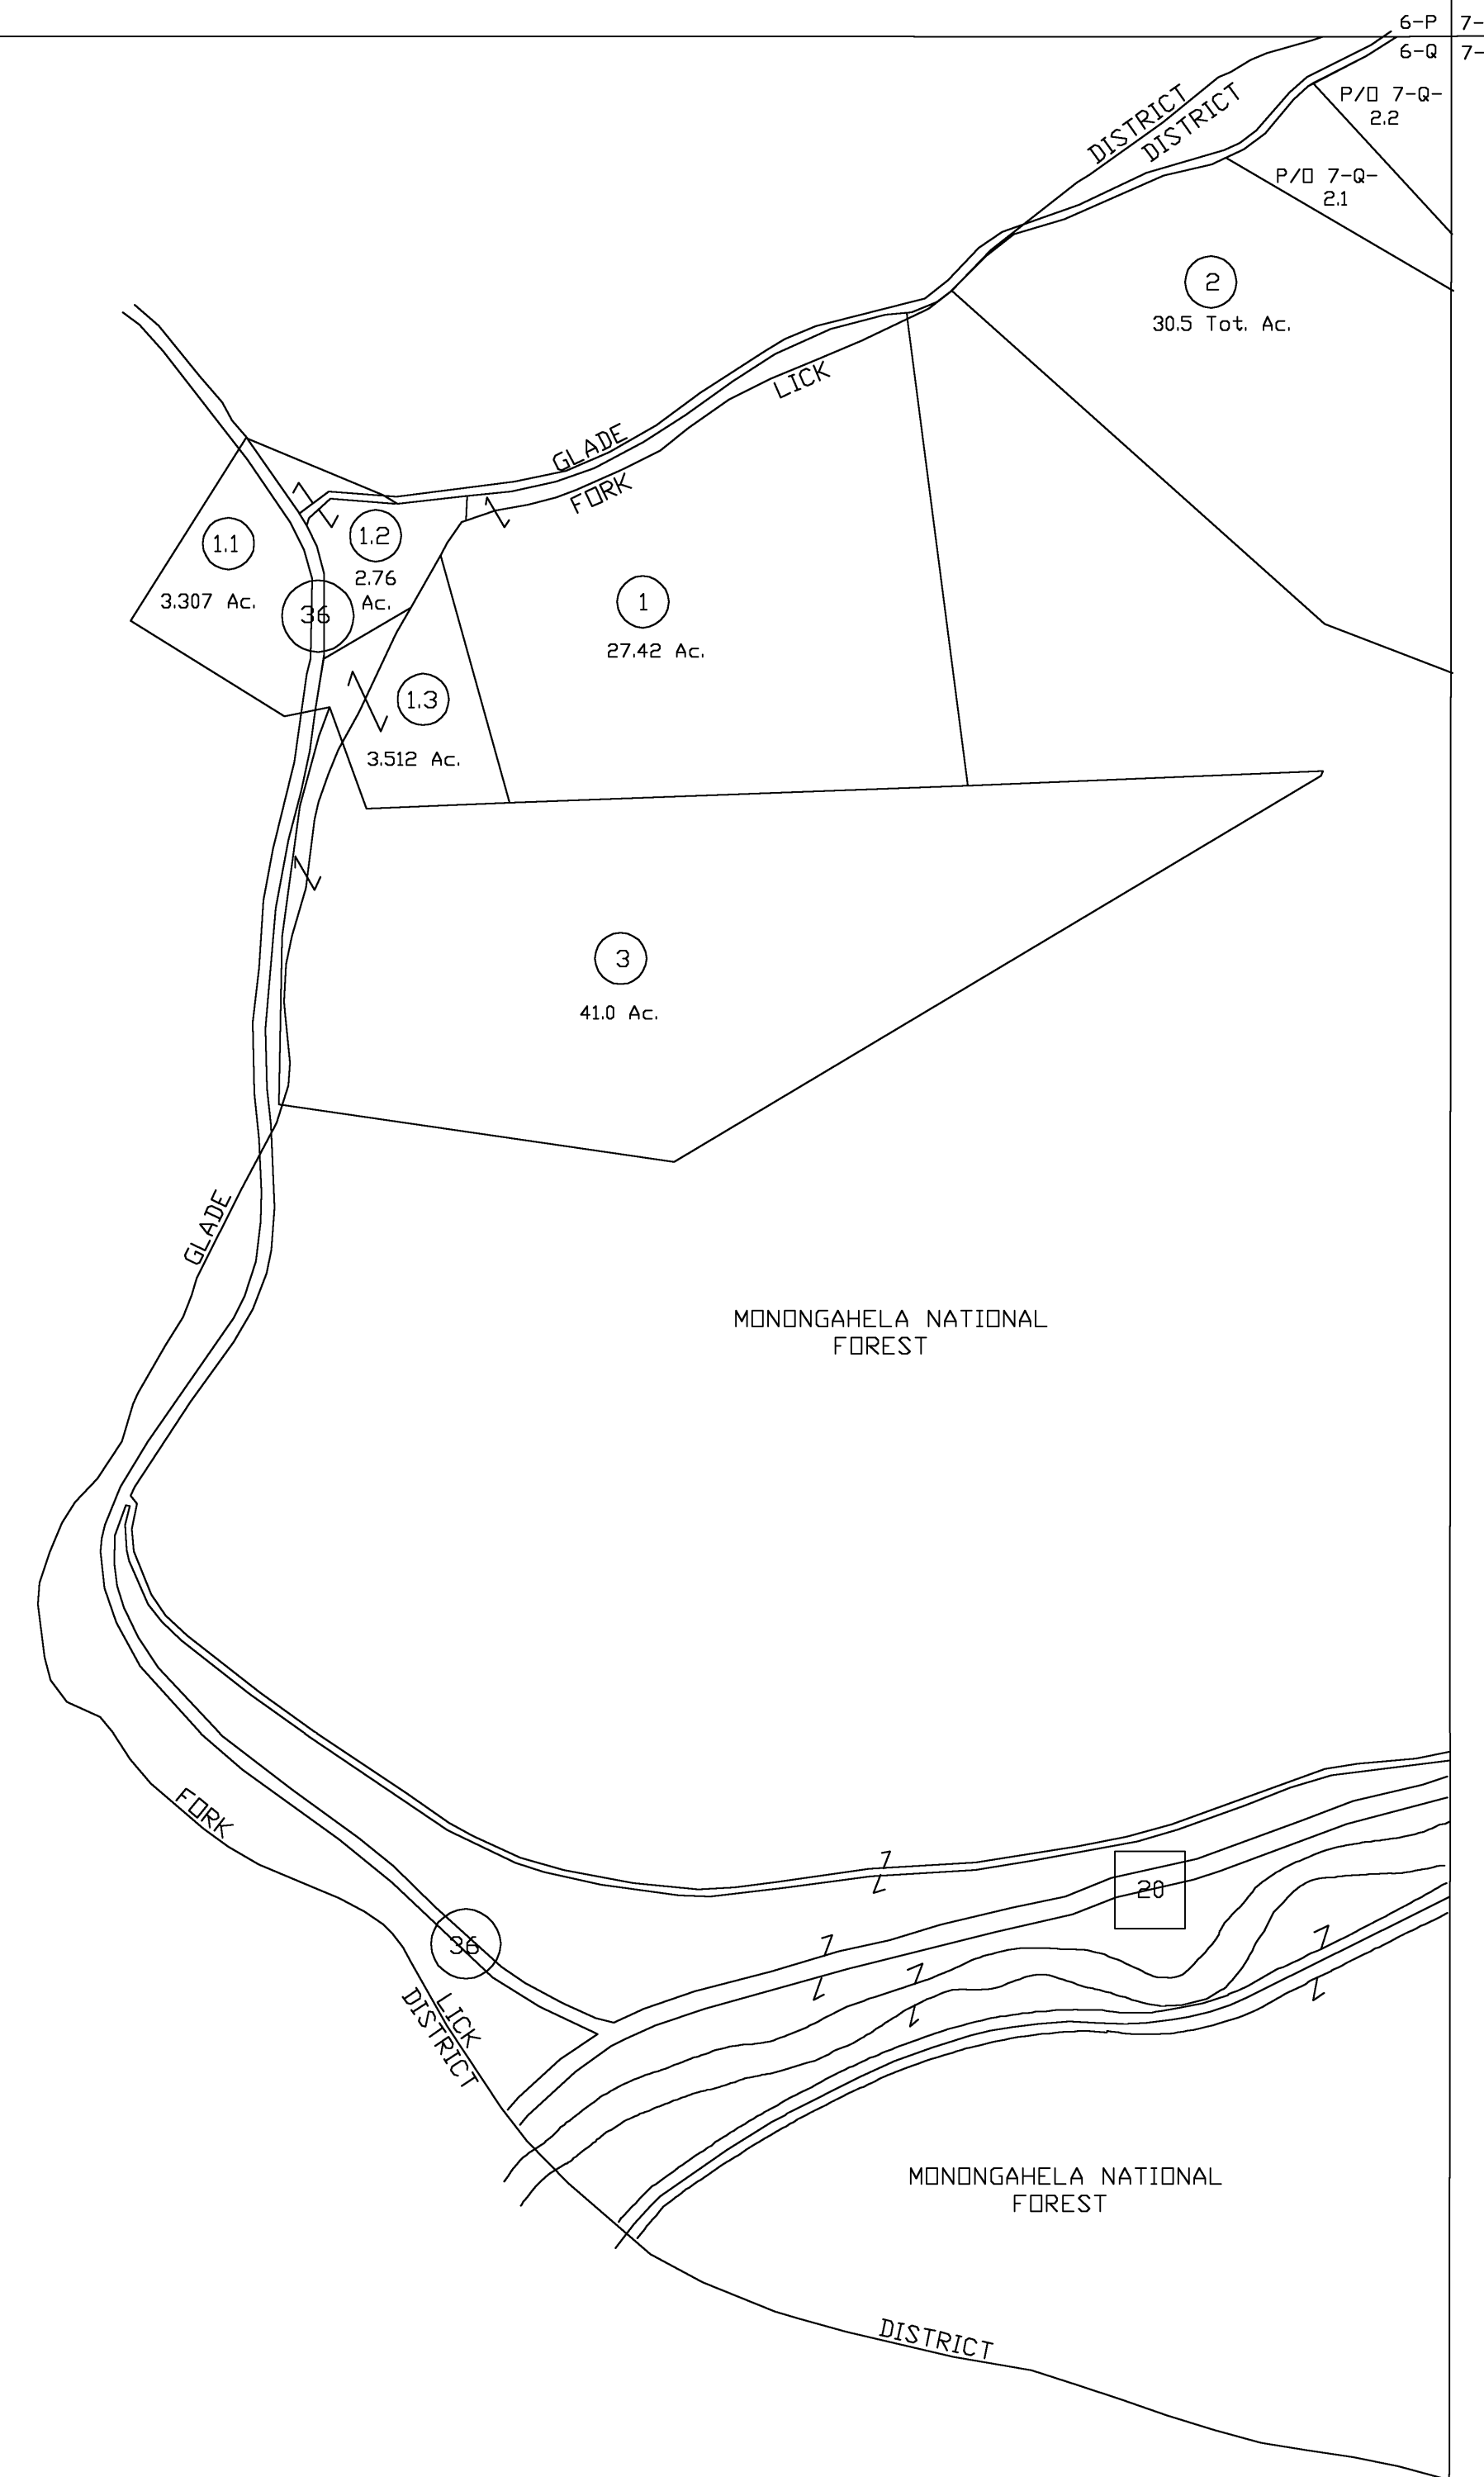 6-P 7-
6-Q 7-
P/O 7-Q-
2.2
DISTRICT
DISTRICT
P/O 7-Q-
2.1
2
30.5 Tot. Ac.
LICK
GLADE
FORK
1.1
3.307 Ac.
1.2
2.76
Ac.
36
1
27.42 Ac.
1.3
3.512 Ac.
3
41.0 Ac.
GLADE
MONONGAHELA NATIONAL
FOREST
FORK
20
36
LICK
DISTRICT
MONONGAHELA NATIONAL
FOREST
DISTRICT